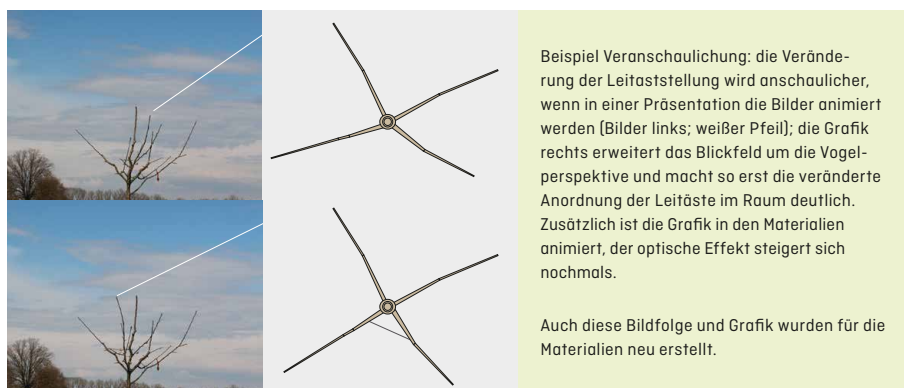 Beispiel Veranschaulichung: die Verände-
rung der Leitaststellung wird anschaulicher,
wenn in einer Präsentation die Bilder animiert
werden (Bilder links; weißer Pfeil); die Grafik
rechts erweitert das Blickfeld um die Vogel-
perspektive und macht so erst die veränderte
Anordnung der Leitäste im Raum deutlich.
Zusätzlich ist die Grafik in den Materialien
animiert, der optische Effekt steigert sich
nochmals.
Auch diese Bildfolge und Grafik wurden für die
Materialien neu erstellt.